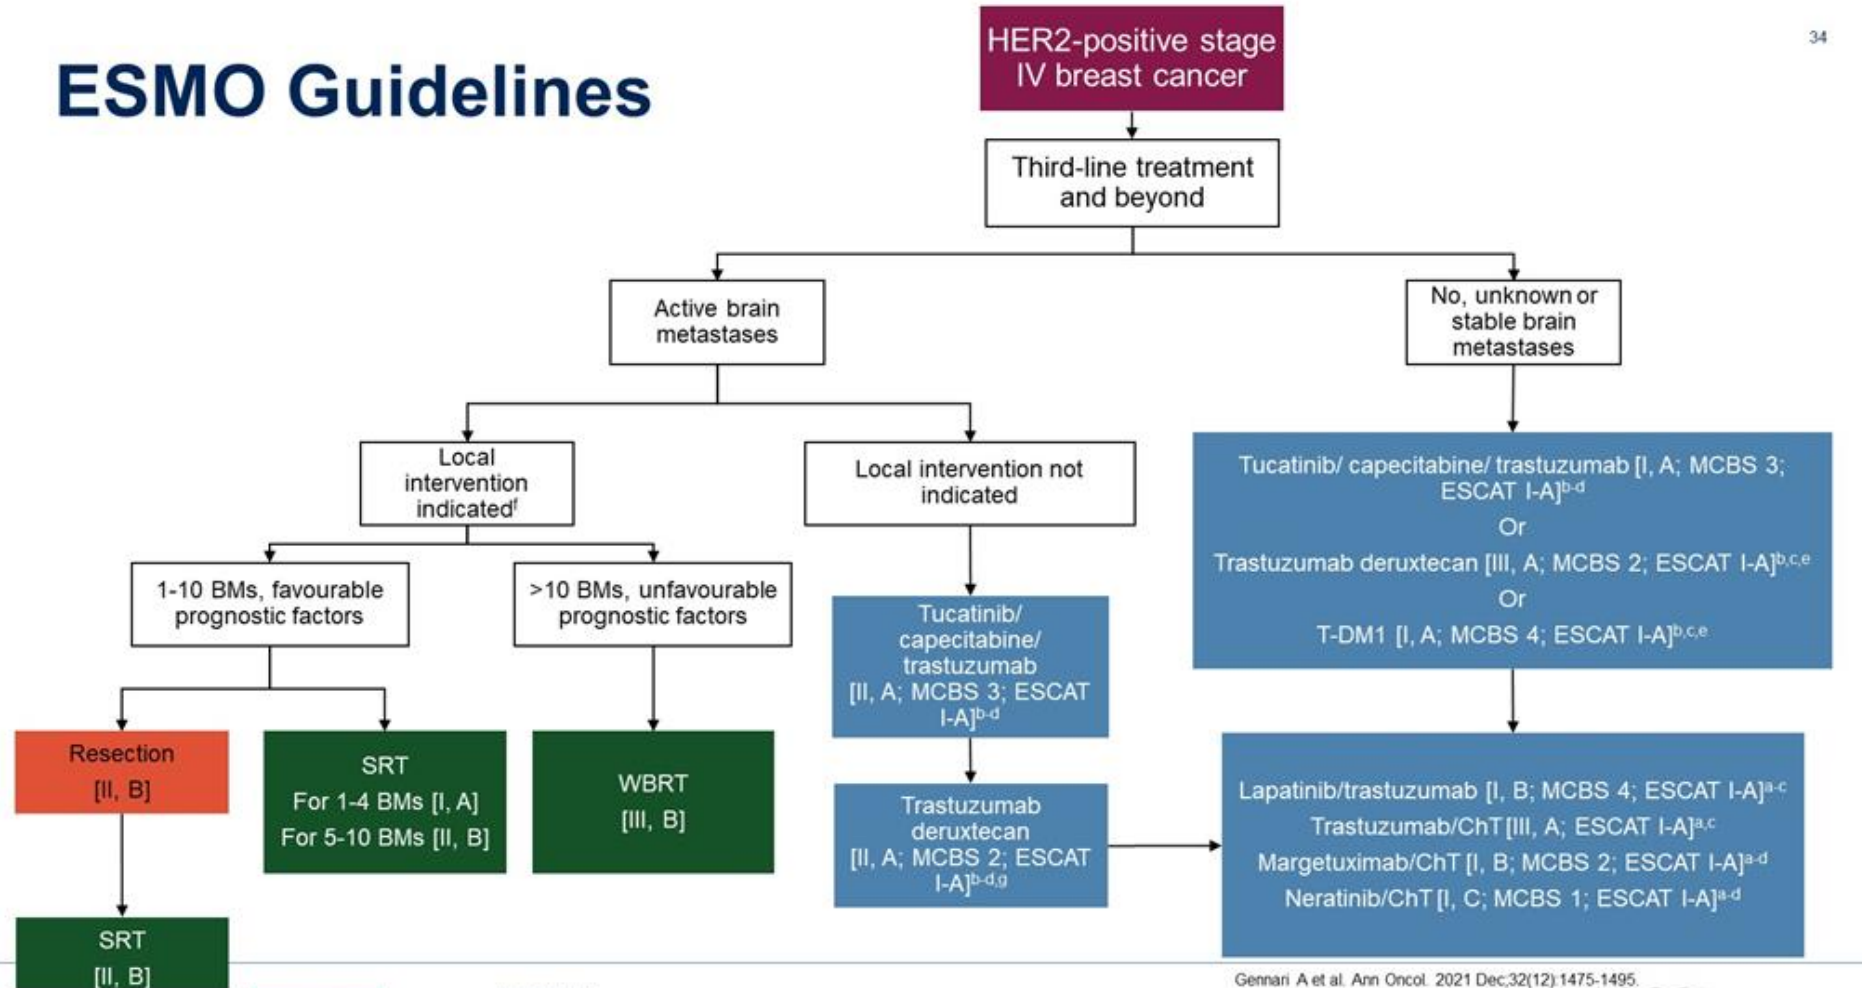 34
ESMO Guidelines
HER2-positive stage
IV breast cancer
Third-line treatment
and beyond
Active brain
metastases
No, unknown or
stable brain
metastases
Local
intervention
indicatedᶠ
Local intervention not
indicated
1-10 BMs, favourable
prognostic factors
>10 BMs, unfavourable
prognostic factors
Resection
[II, B]
SRT
[II, B]
SRT
For 1-4 BMs [I, A]
For 5-10 BMs [II, B]
WBRT
[III, B]
Tucatinib/
capecitabine/
trastuzumab
[II, A; MCBS 3; ESCAT
I-A]b-d
Trastuzumab
deruxtecan
[II, A; MCBS 2; ESCAT
I-A]b-d,g
Tucatinib/ capecitabine/ trastuzumab [I, A; MCBS 3;
ESCAT I-A]b-d
Or
Trastuzumab deruxtecan [III, A; MCBS 2; ESCAT I-A]b,c,e
Or
T-DM1 [I, A; MCBS 4; ESCAT I-A]b,c,e
Lapatinib/trastuzumab [I, B; MCBS 4; ESCAT I-A]a-c
Trastuzumab/ChT [III, A; ESCAT I-A]a,c
Margetuximab/ChT [I, B; MCBS 2; ESCAT I-A]a-d
Neratinib/ChT [I, C; MCBS 1; ESCAT I-A]a-d
Gennari A et al. Ann Oncol. 2021 Dec;32(12):1475-1495.